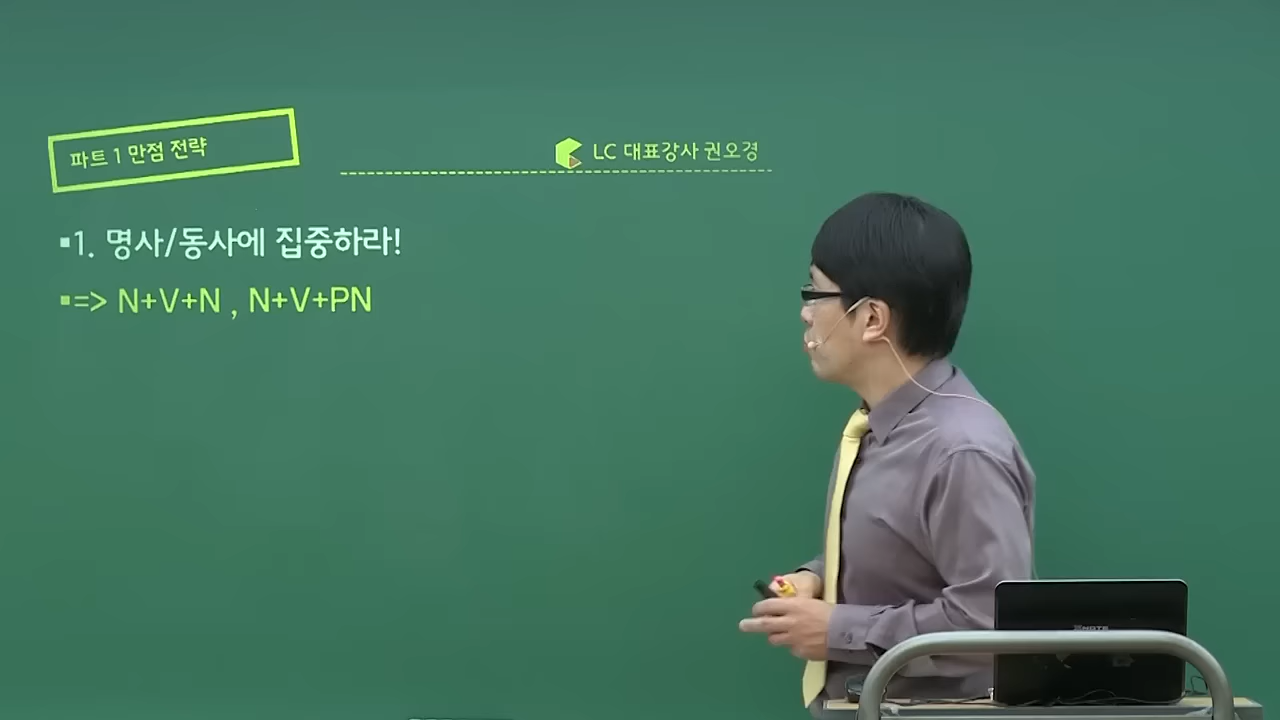 파트 1 만점 전략
LC 대표강사 권오경
▪1. 명사/동사에 집중하라!
▪=> N+V+N , N+V+PN
XNOTE